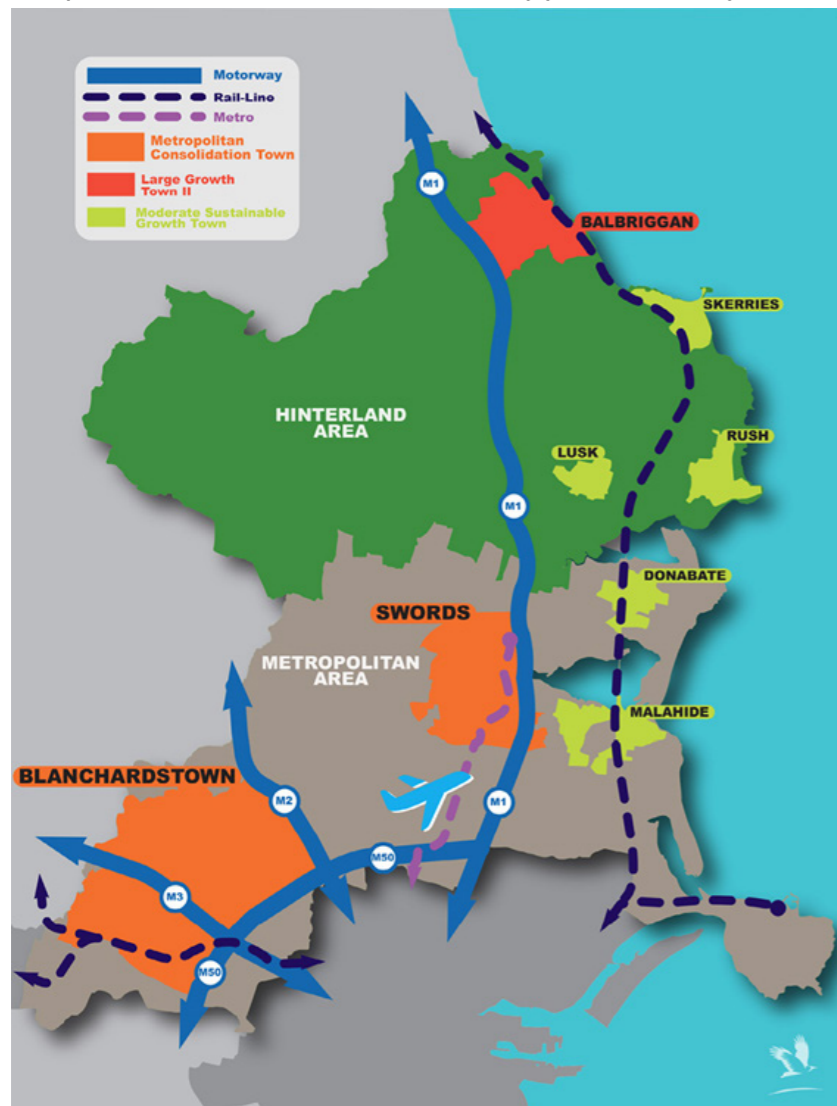 Motorway
Rail-Lino
Metro
Metropolitan
Consolidation Town
Large Growth
Town II
Moderate Sustainable
Growth Town
M1
BALBRIGGAN
SKERRIES
HINTERLAND
AREA
LUSK
RUSH
M1
DONABATE
SWORDS
METROPOLITAN
AREA
MALAHIDE
BLANCHARDSTOWN
M2
M1
M50
M3
M50